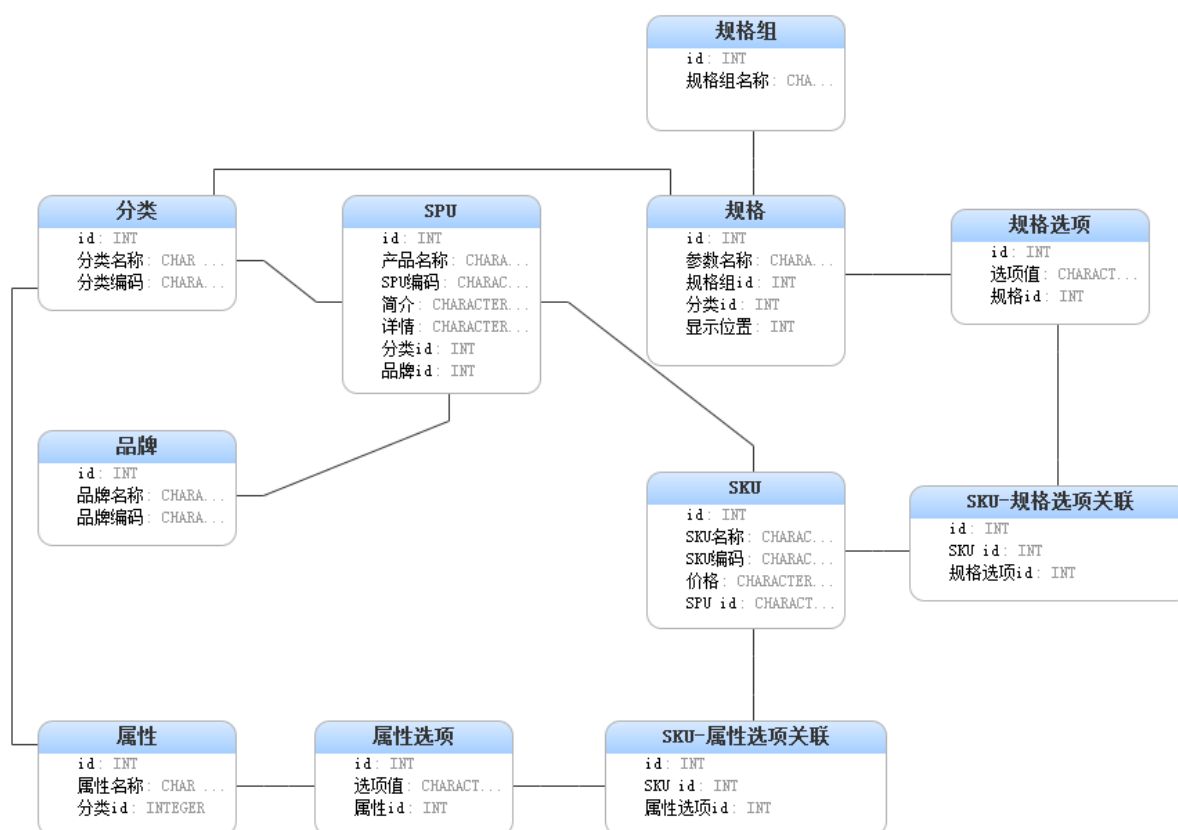 规格组
id: INT
规格组名称: CHA...
分类
id: INT
分类名称: CHAR ...
分类编码: CHARA...
SPU
id: INT
产品名称: CHARA...
SPU编码: CHARAC...
简介: CHARACTER...
详情: CHARACTER...
分类id: INT
品牌id: INT
规格
id: INT
参数名称: CHARA...
规格组id: INT
分类id: INT
显示位置: INT
规格选项
id: INT
选项值: CHARACT...
规格id: INT
品牌
id: INT
品牌名称: CHARA...
品牌编码: CHARA...
SKU
id: INT
SKU名称: CHARAC...
SKU编码: CHARAC...
价格: CHARACTER...
SPU id: CHARACT...
SKU-规格选项关联
id: INT
SKU id: INT
规格选项id: INT
属性
id: INT
属性名称: CHAR ...
分类id: INTEGER
属性选项
id: INT
选项值: CHARACT...
属性id: INT
SKU-属性选项关联
id: INT
SKU id: INT
属性选项id: INT